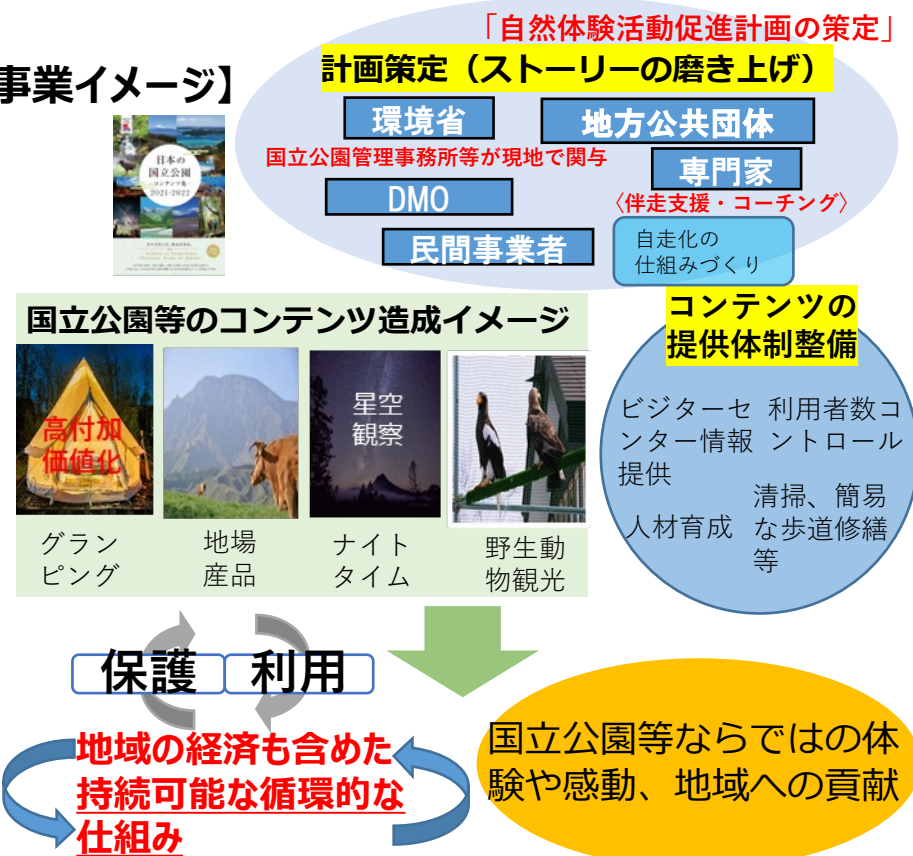 「自然体験活動促進計画の策定」
事業イメージ】
計画策定（ストーリーの磨き上げ）
環境省
地方公共団体
国立公園管理事務所等が現地で関与
専門家
DMO
〈伴走支援・コーチング〉
民間事業者
自走化の
仕組みづくり
日本の
国立公園
コンテンツ集
2021-2022
国立公園等のコンテンツ造成イメージ
高付加
価値化
星空
観察
グラン
ピング
地場
産品
ナイト
タイム
野生動
物観光
コンテンツの
提供体制整備
ビジターセ
ンター情報
提供
利用者数コ
ントロール
人材育成
清掃、簡易
な歩道修繕
等
保護
利用
地域の経済も含めた
持続可能な循環的な
仕組み
国立公園等ならではの体
験や感動、地域への貢献